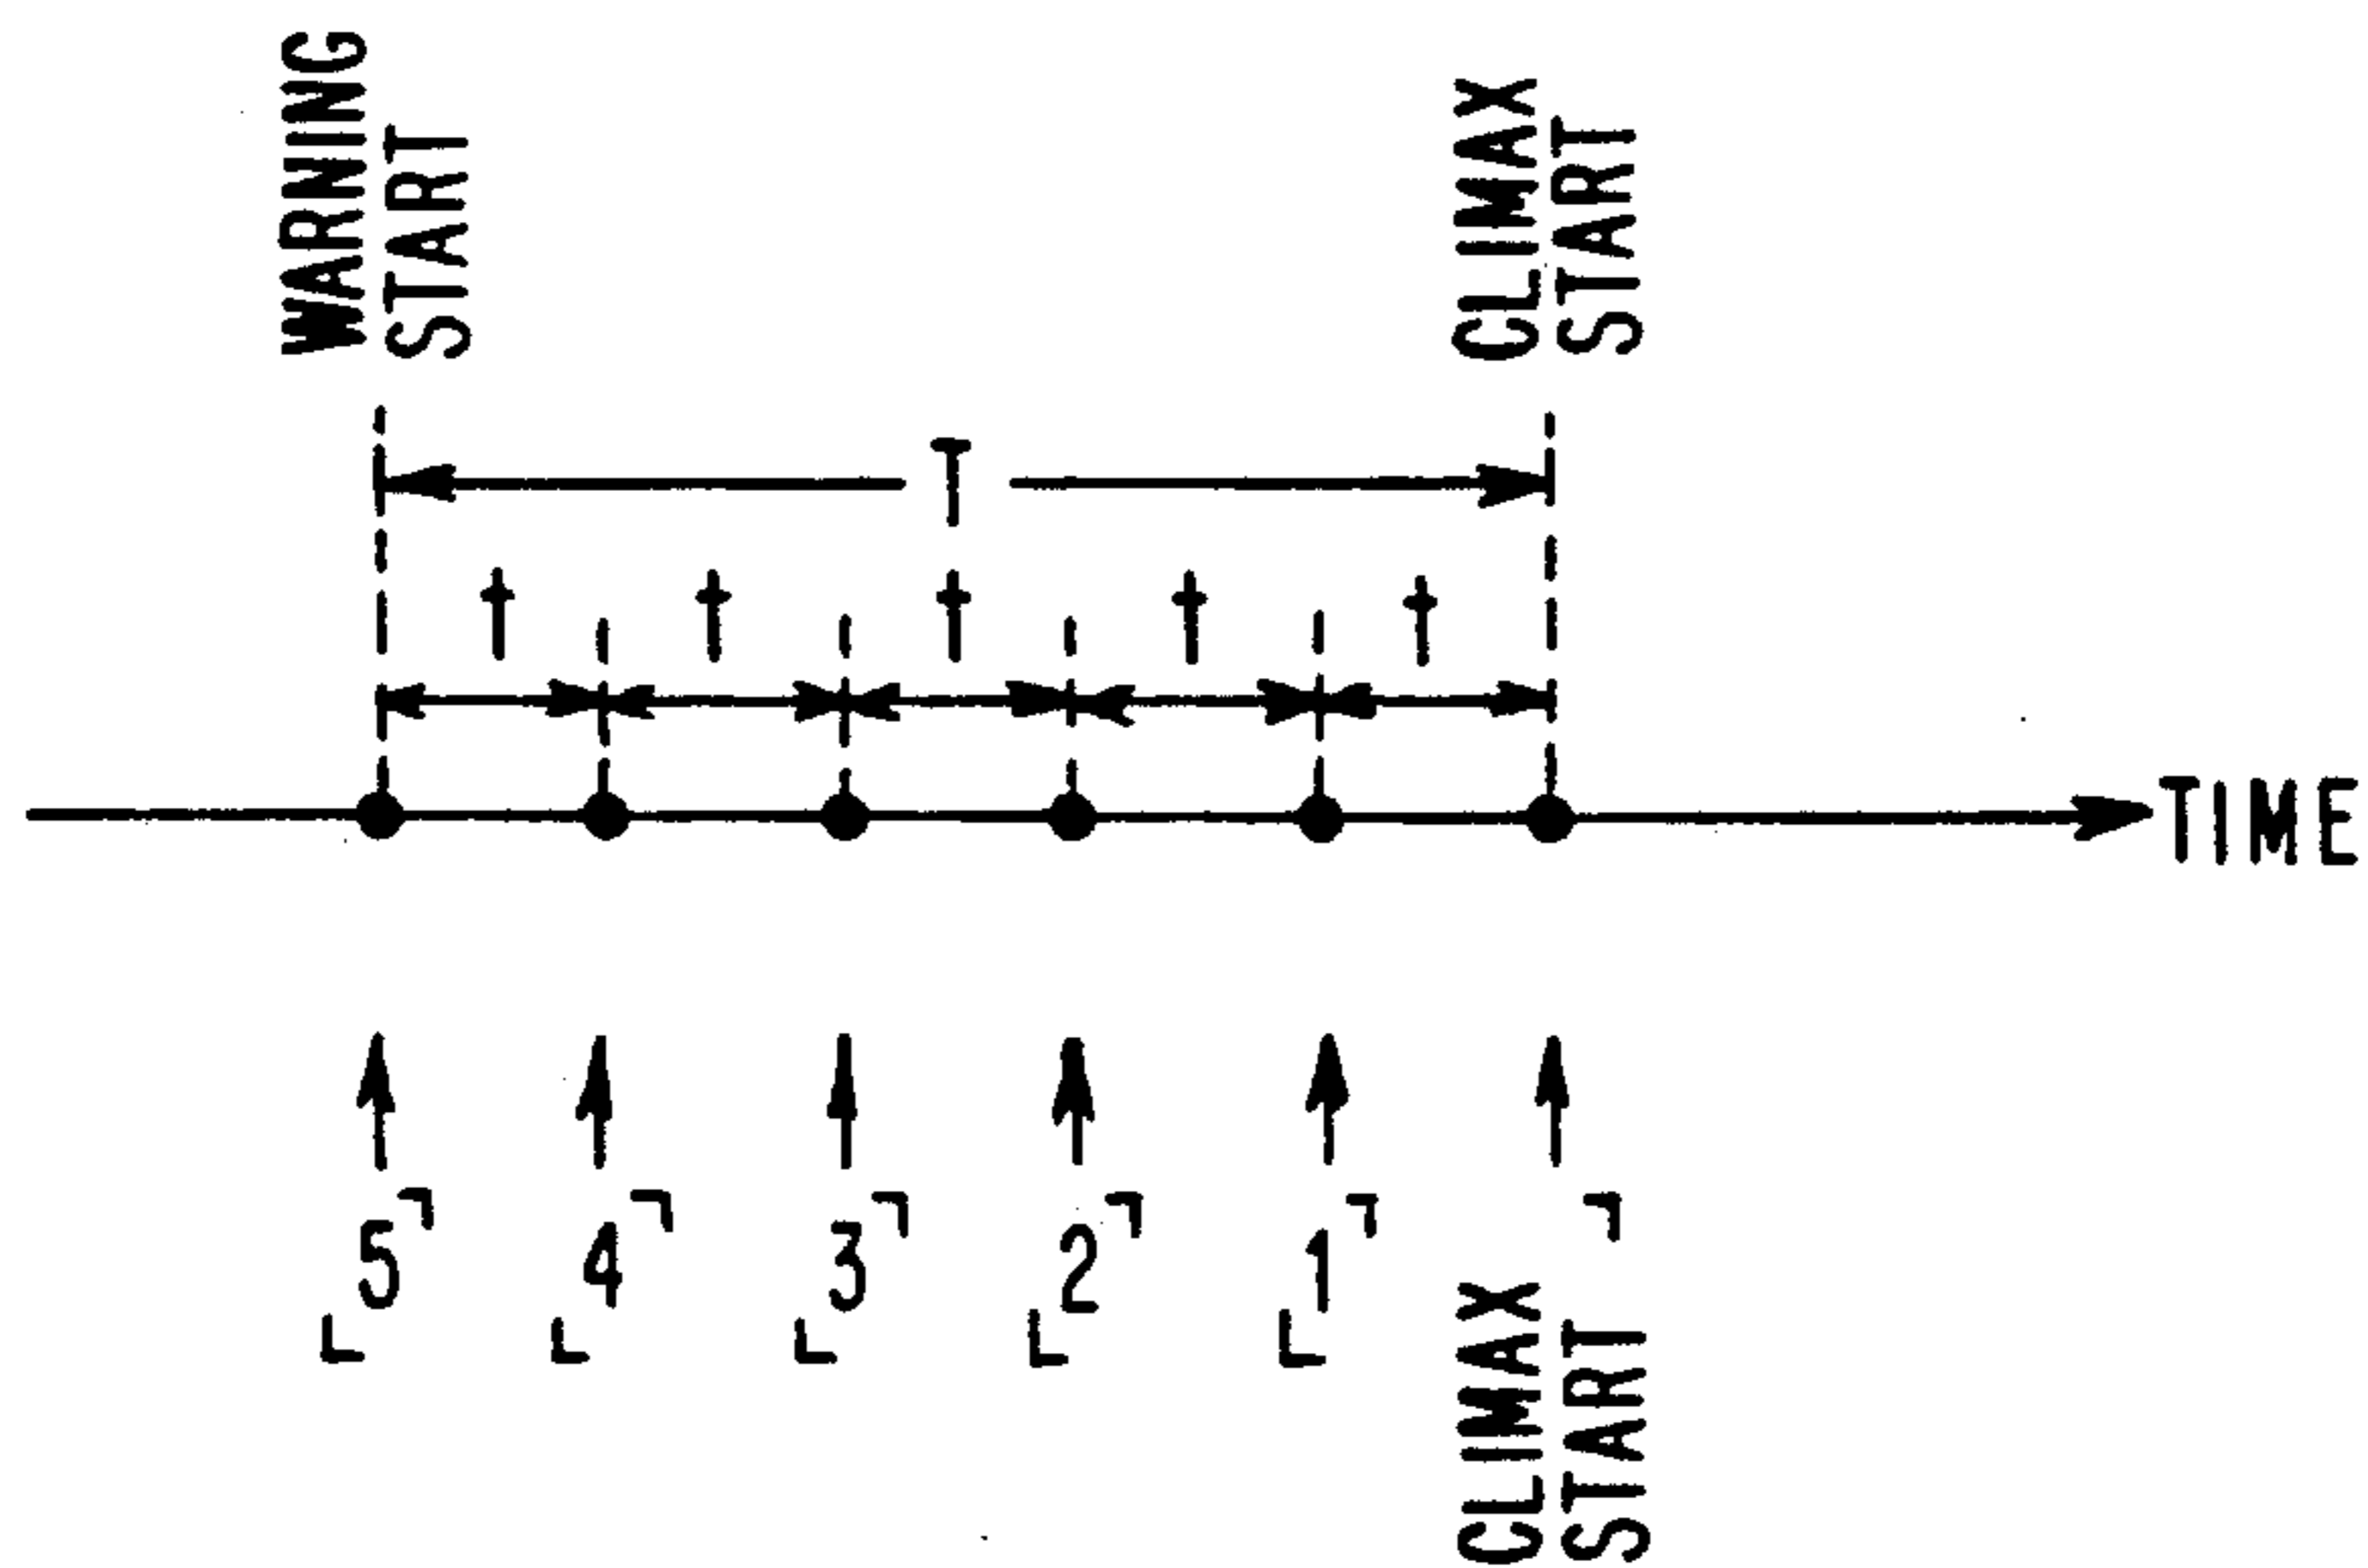 WARNING
START
CLIMAX
START
T
t t t t t
TIME
「5」 「4」 「3」 「2」 「1」 「CLIMAX
START」